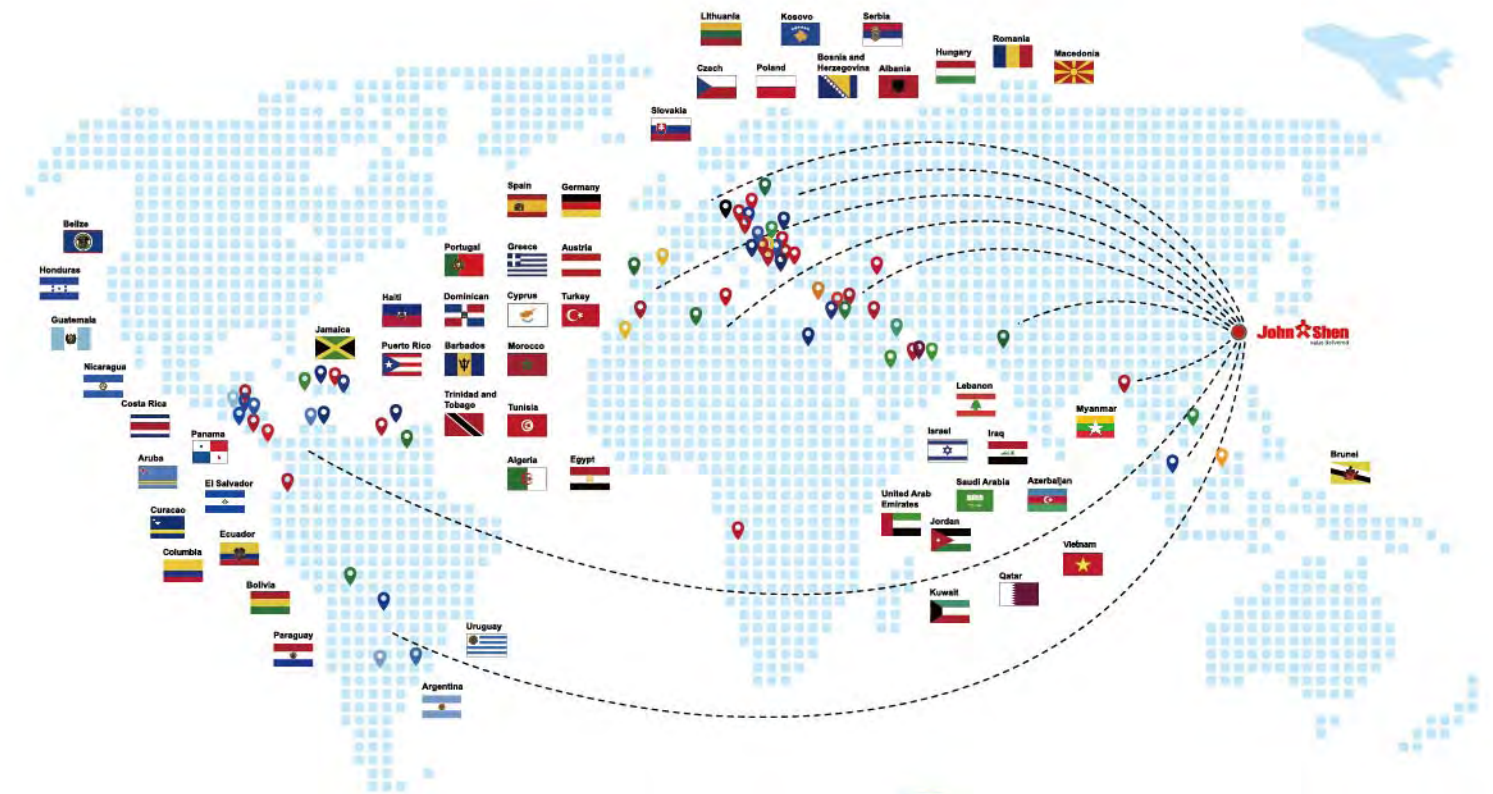 Lithuania
Kosovo
Serbia
Romania
Hungary
Macedonia
Czech
Poland
Bosnia and
Herzegovina
Albania
Slovakia
Spain
Germany
Belize
Portugal
Greece
Austria
Honduras
Haiti
Dominican
Cyprus
Turkay
Guatemala
Jamaica
Puerto Rico
Barbados
Morocco
John Shen
value delivered
Nicaragua
Costa Rica
Trinidad and
Tobago
Tunisia
Lebanon
Myanmar
Panama
Israel
Iraq
Aruba
Algeria
Egypt
Brunei
El Salvador
Saudi Arabia
Azerbaijan
United Arab
Emirates
Curacao
Jordan
Ecuador
Columbia
Vietnam
Bolivia
Qatar
Kuwait
Uruguay
Paraguay
Argentina